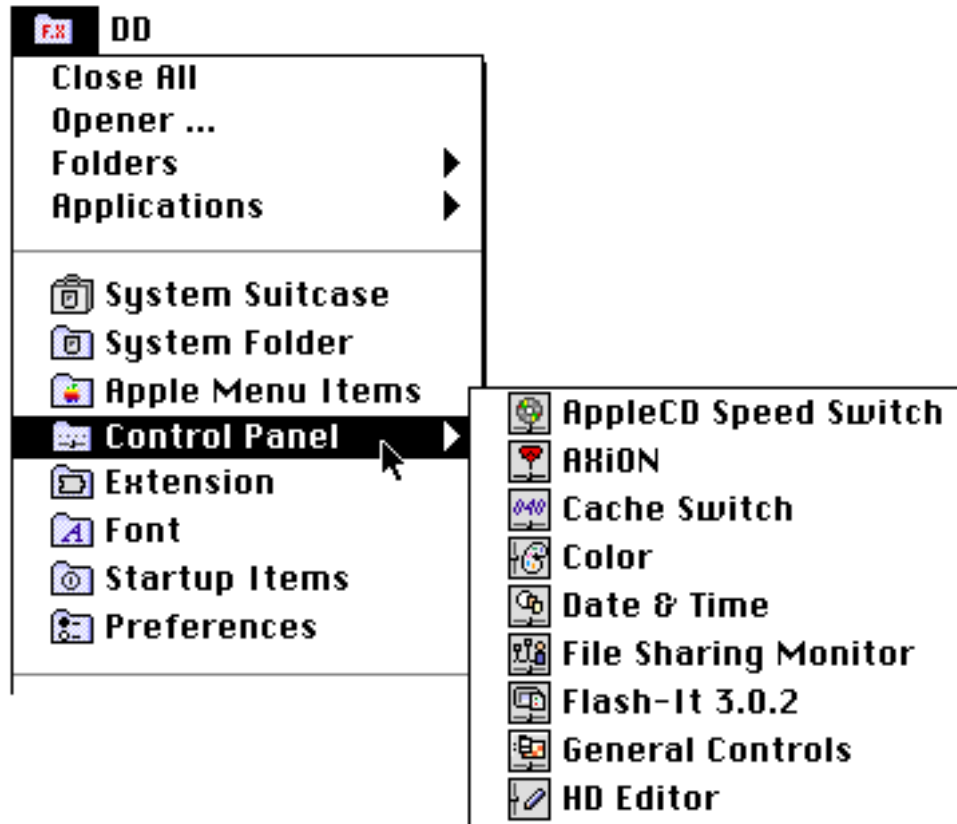 F.X DD
Close All
Opener ...
Folders
Applications
System Suitcase
System Folder
Apple Menu Items
Control Panel
Extension
Font
Startup Items
Preferences
AppleCD Speed Switch
AXiON
040 Cache Switch
Color
Date & Time
File Sharing Monitor
Flash-It 3.0.2
General Controls
HD Editor